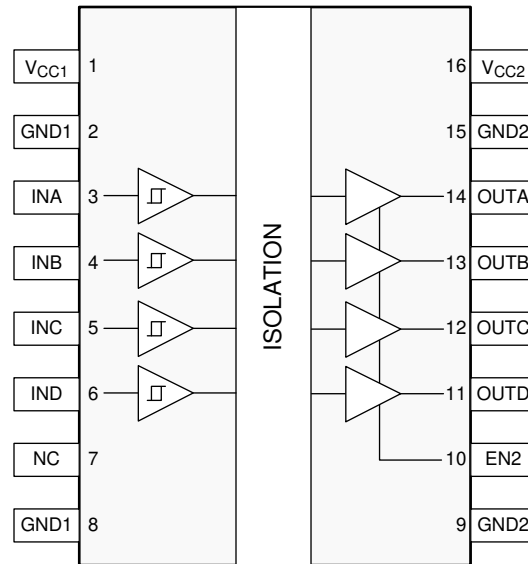 VCC1 1 16 VCC2
GND1 2 15 GND2
INA 3 14 OUTA
INB 4 13 OUTB
INC 5 12 OUTC
IND 6 11 OUTD
NC 7 10 EN2
GND1 8 9 GND2
ISOLATION